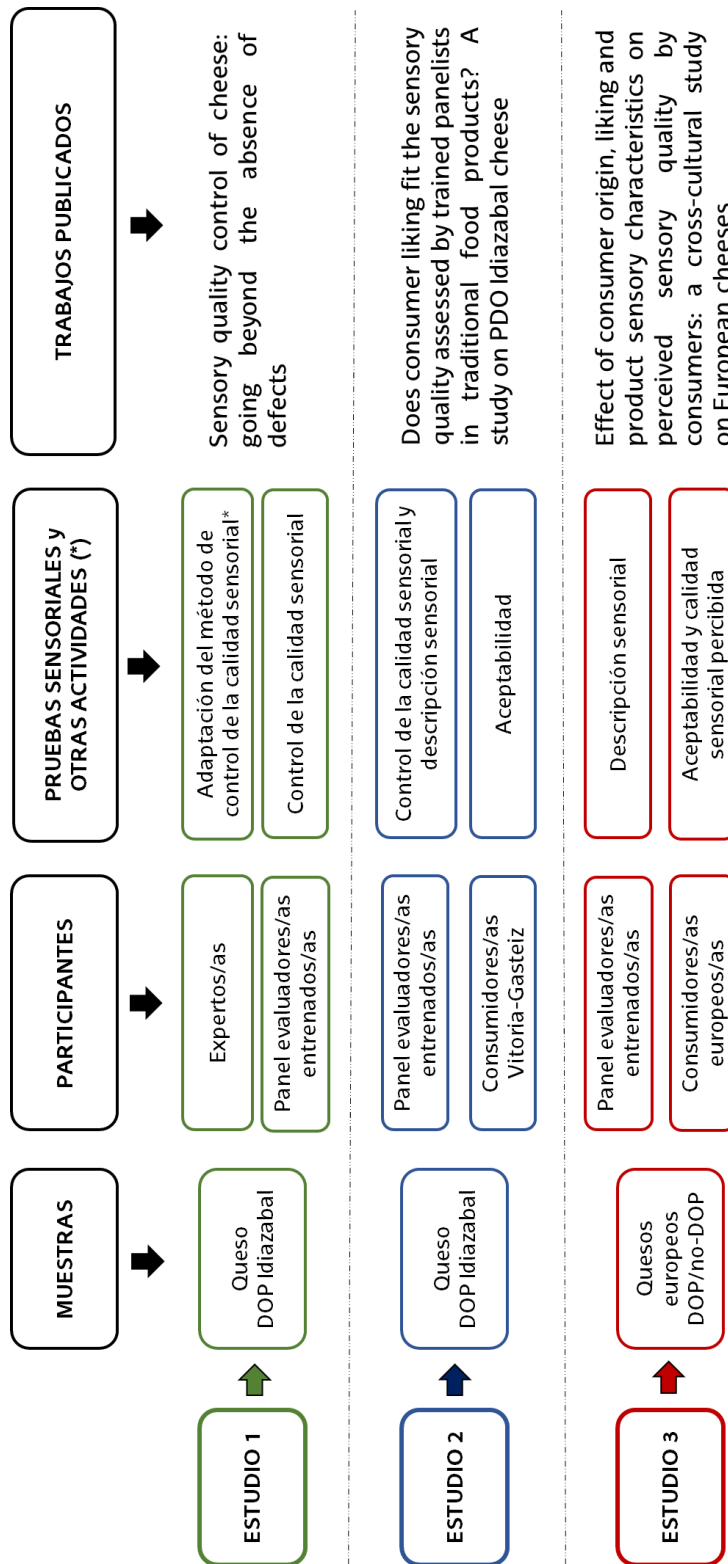 MUESTRAS
PARTICIPANTES
PRUEBAS SENSORIALES y
OTRAS ACTIVIDADES (*)
TRABAJOS PUBLICADOS
ESTUDIO 1
Queso
DOP Idiazabal
Expertos/as
Panel evaluadores/as
entrenados/as
Adaptación del método de
control de la calidad sensorial*
Control de la calidad sensorial
Sensory quality control of cheese:
going beyond the absence of
defects
ESTUDIO 2
Queso
DOP Idiazabal
Panel evaluadores/as
entrenados/as
Consumidores/as
Vitoria-Gasteiz
Control de la calidad sensorial y
descripción sensorial
Aceptabilidad
Does consumer liking fit the sensory
quality assessed by trained panelists
in traditional food products? A
study on PDO Idiazabal cheese
ESTUDIO 3
Quesos
europeos
DOP/no-DOP
Panel evaluadores/as
entrenados/as
Consumidores/as
europeos/as
Descripción sensorial
Aceptabilidad y calidad
sensorial percibida
Effect of consumer origin, liking and
product sensory characteristics on
perceived sensory quality by
consumers: a cross-cultural study
on European cheeses